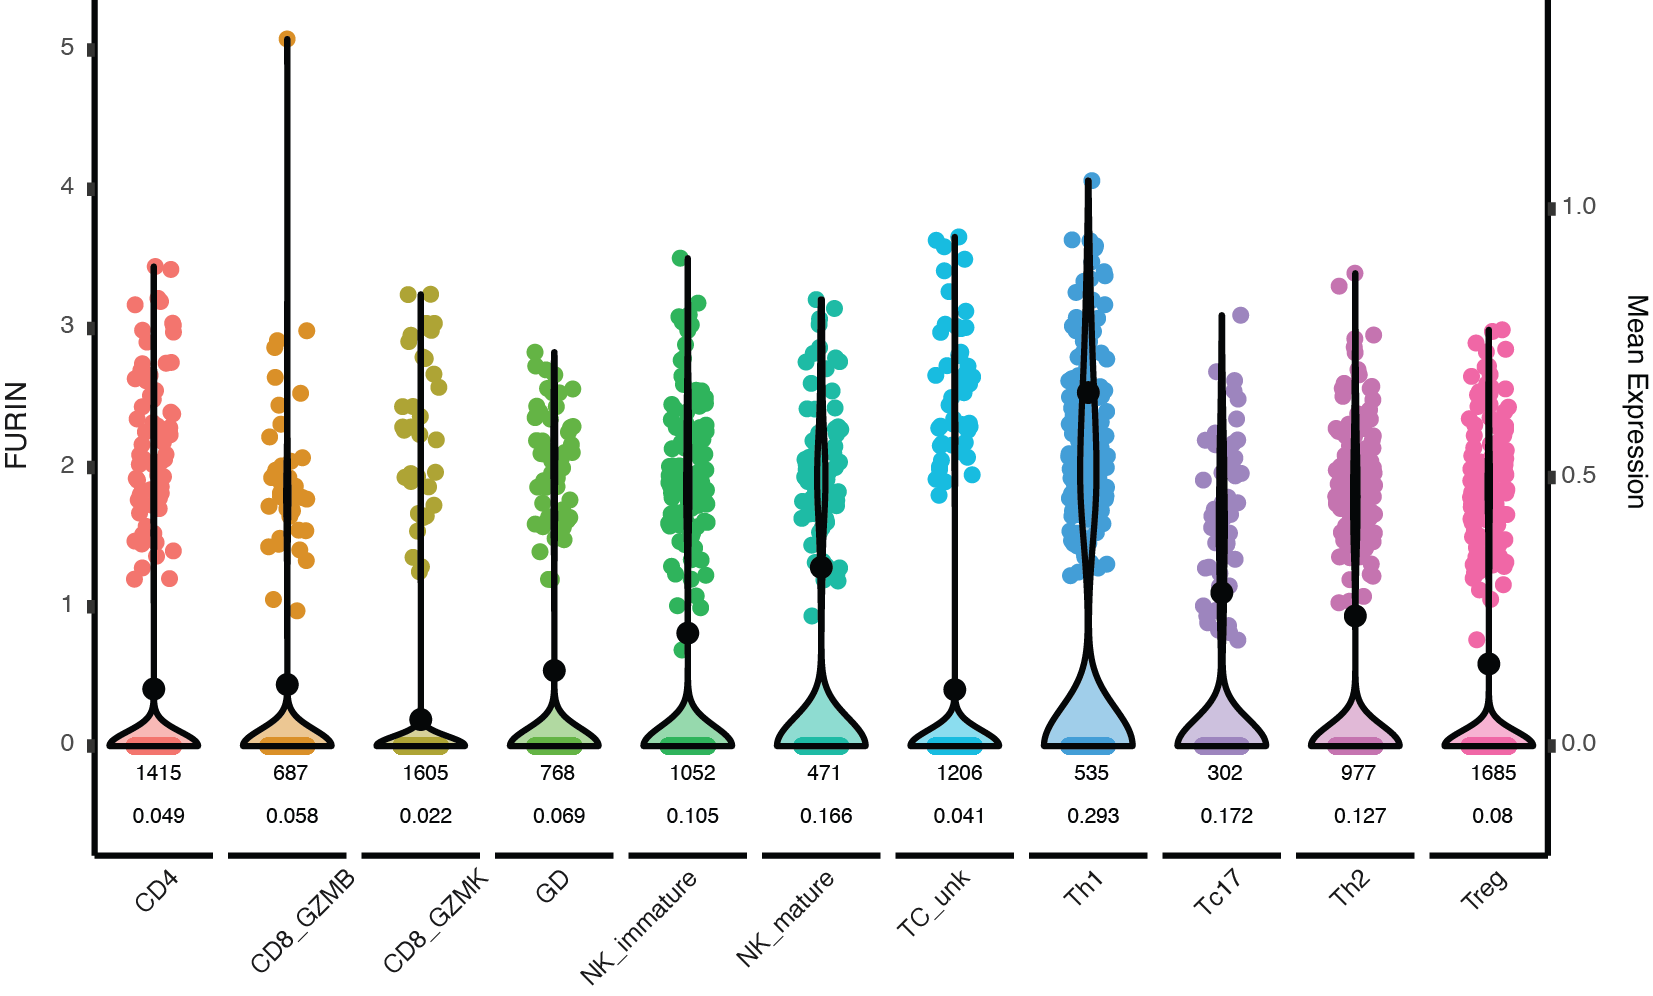 5
4
3
2
1
0
FURIN
1.0
0.5
0.0
Mean Expression
1415 687 1605 768 1052 471 1206 535 302 977 1685
0.049 0.058 0.022 0.069 0.105 0.166 0.041 0.293 0.172 0.127 0.08
CD4 CD8_GZMB CD8_GZMK GD NK_immature NK_mature TC_unk Th1 Tc17 Th2 Treg